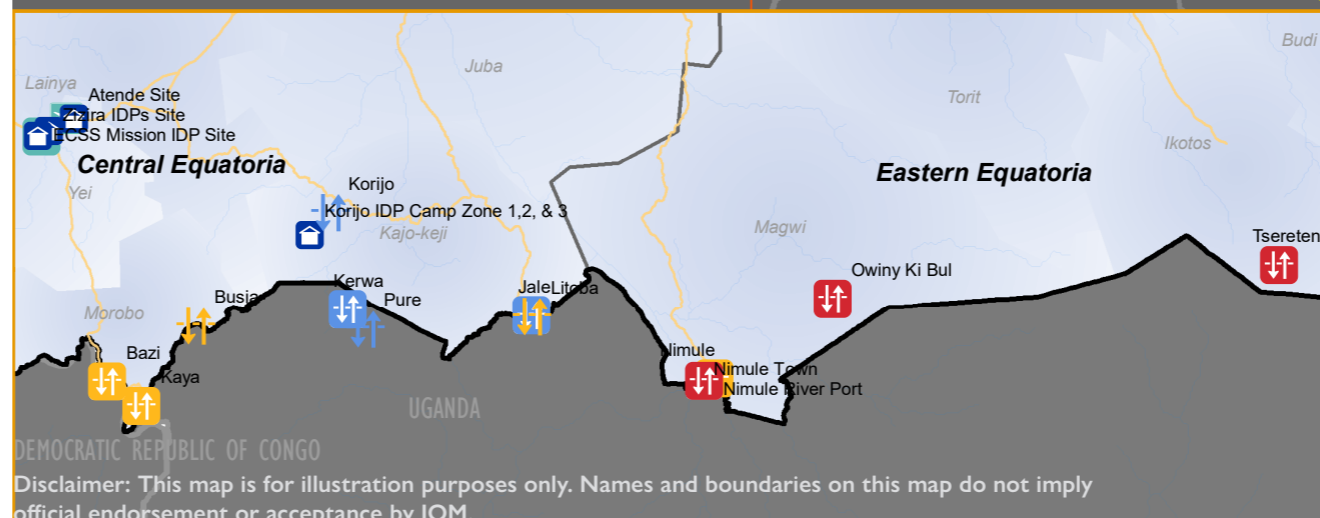 Budi
Juba
Lainya
Atende Site
Torit
Zizira IDPs Site
ECSS Mission IDP Site
Ikotos
Central Equatoria
Eastern Equatoria
Yei
Korijo
Korijo IDP Camp Zone 1,2, & 3
Magwi
Kajo-keji
Tsereten
Owiny Ki Bul
Kerwa
Jale
Litoba
Busia
Pure
Morobo
Nimule
Bazi
Nimule Town
Kaya
Nimule River Port
UGANDA
DEMOCRATIC REPUBLIC OF CONGO
Disclaimer: This map is for illustration purposes only. Names and boundaries on this map do not imply
official endorsement or acceptance by IOM.